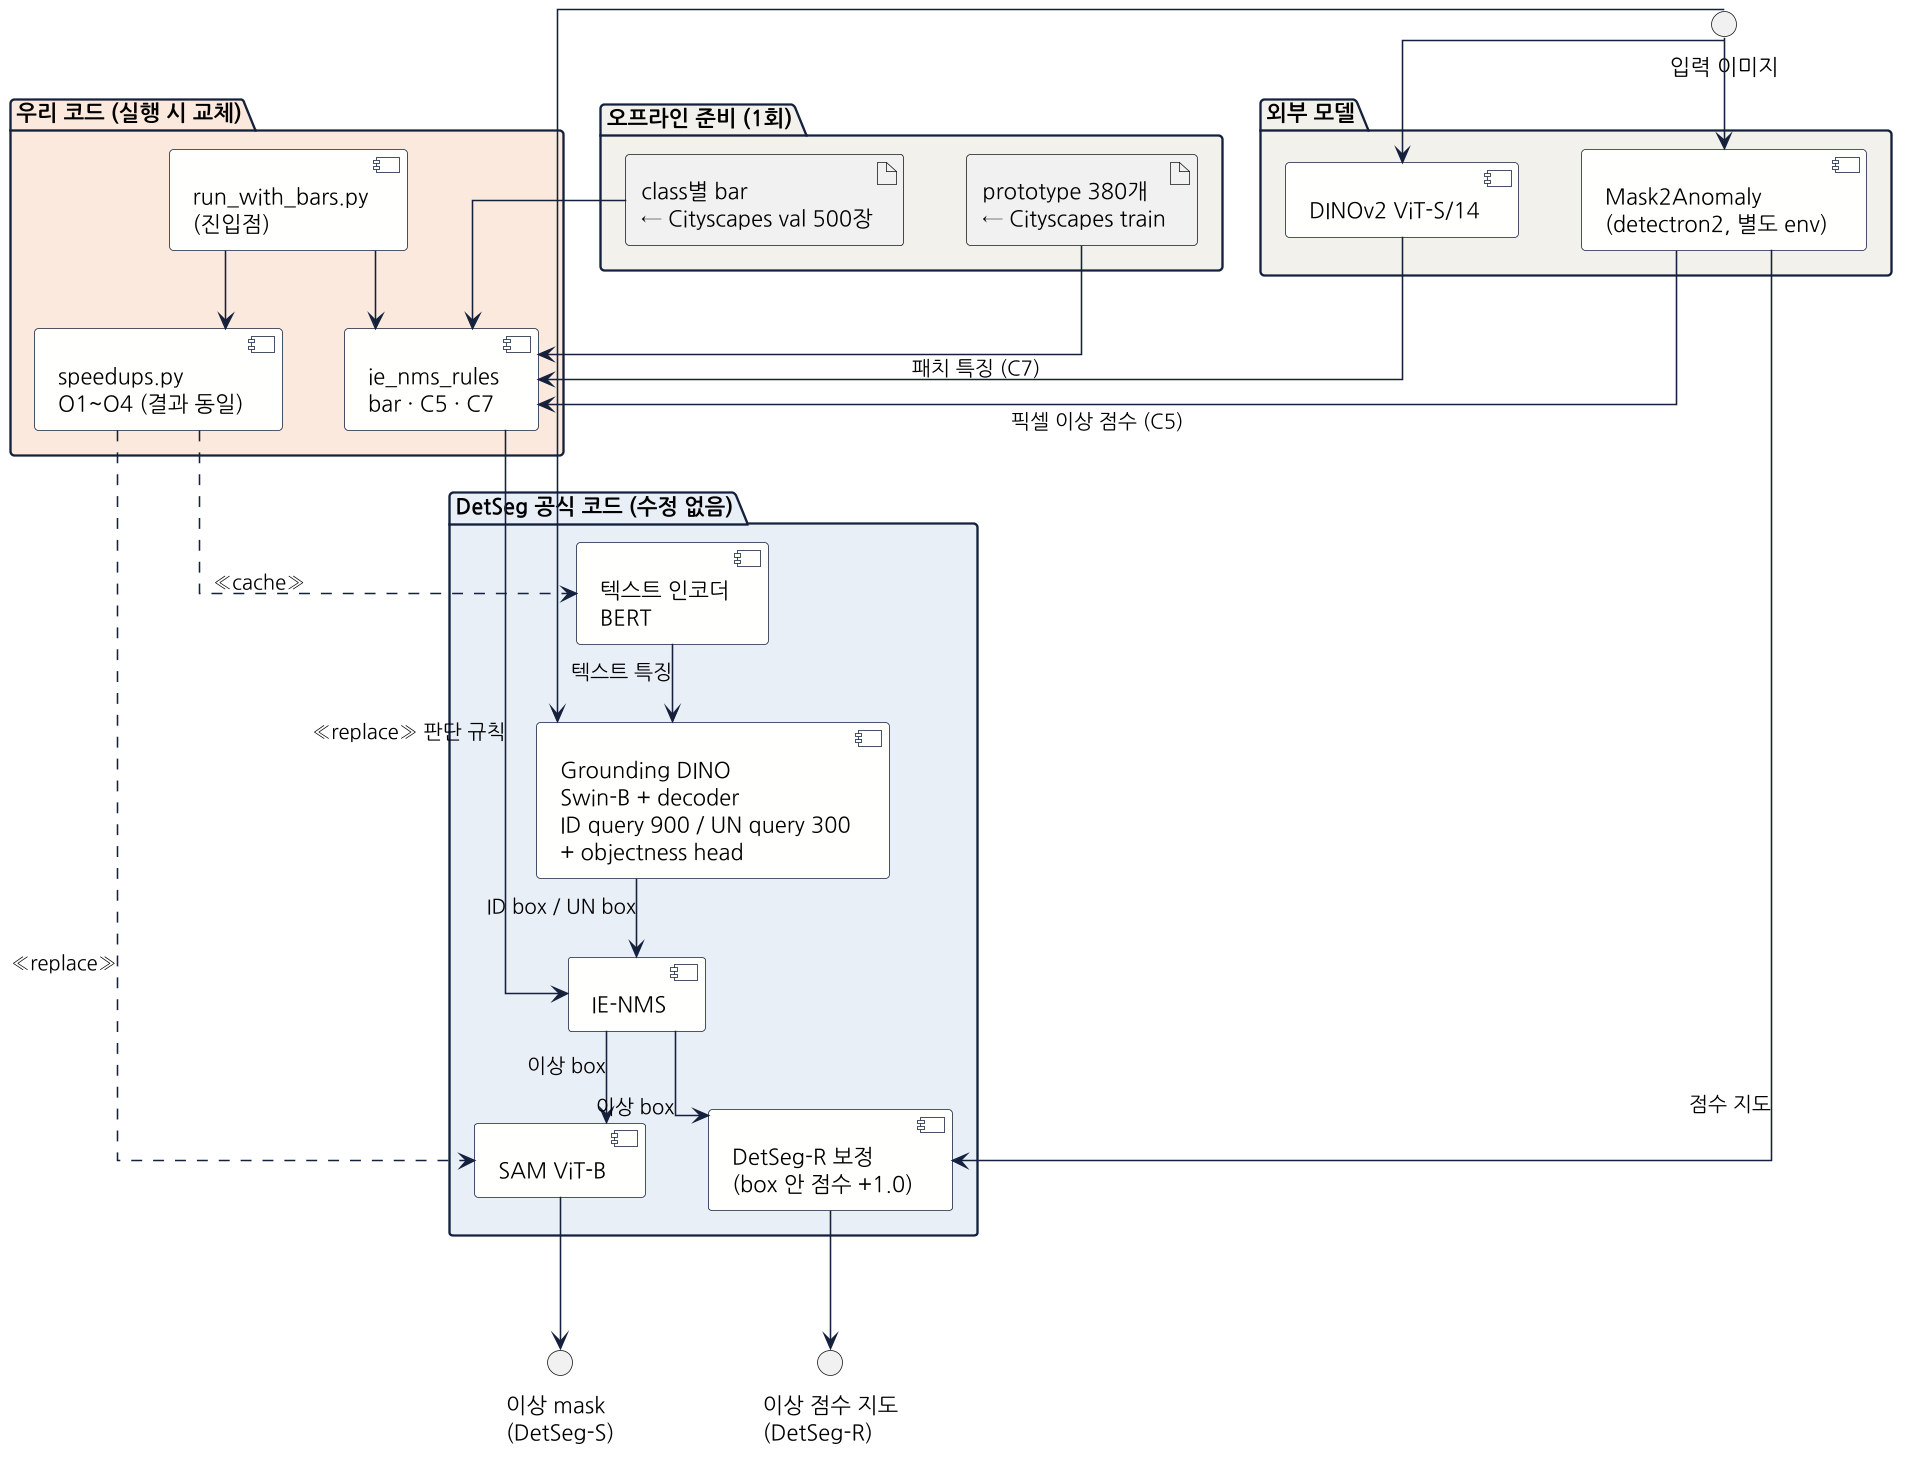 입력 이미지
우리 코드 (실행 시 교체)
run_with_bars.py
(진입점)
speedups.py
O1~O4 (결과 동일)
ie_nms_rules
bar · C5 · C7
오프라인 준비 (1회)
class별 bar
← Cityscapes val 500장
prototype 380개
← Cityscapes train
외부 모델
DINOv2 ViT-S/14
Mask2Anomaly
(detectron2, 별도 env)
패치 특징 (C7)
픽셀 이상 점수 (C5)
DetSeg 공식 코드 (수정 없음)
≪cache≫
텍스트 인코더
BERT
텍스트 특징
≪replace≫ 판단 규칙
Grounding DINO
Swin-B + decoder
ID query 900 / UN query 300
+ objectness head
ID box / UN box
≪replace≫
IE-NMS
이상 box
이상 box
점수 지도
SAM ViT-B
DetSeg-R 보정
(box 안 점수 +1.0)
이상 mask
(DetSeg-S)
이상 점수 지도
(DetSeg-R)